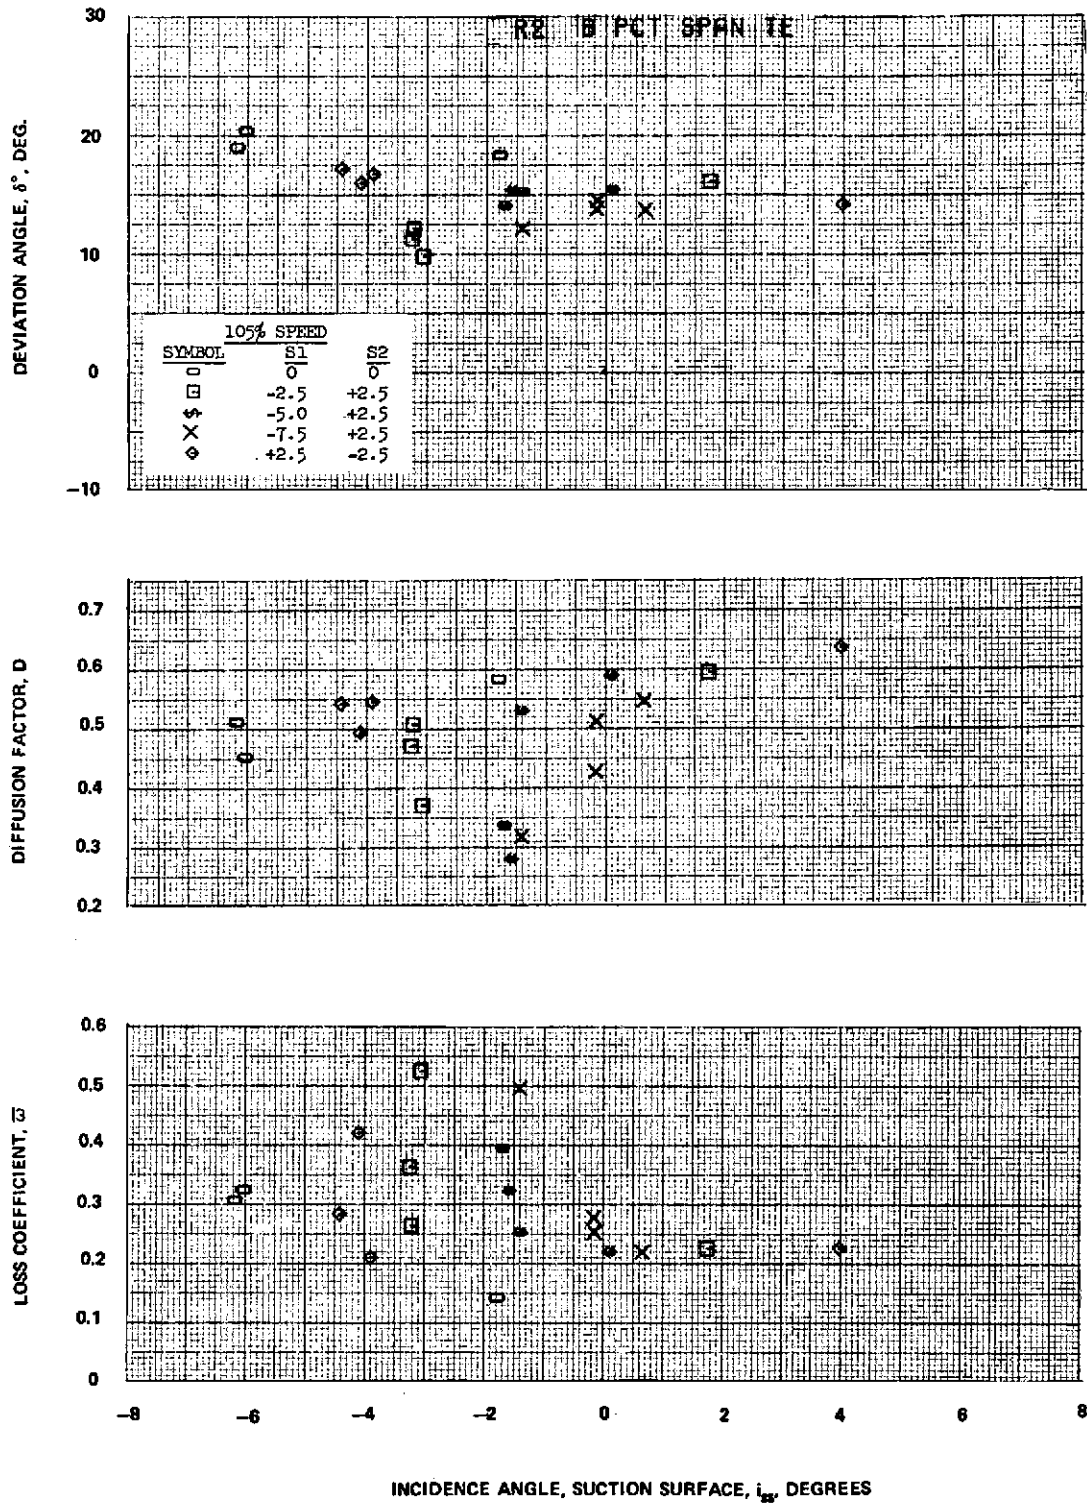 R2 B PCT SPAN TE
30
20
10
0
−10
DEVIATION ANGLE, δ°, DEG.
105% SPEED
SYMBOL S1 S2
0 0
-2.5 +2.5
-5.0 +2.5
-7.5 +2.5
+2.5 -2.5
0.7
0.6
0.5
0.4
0.3
0.2
DIFFUSION FACTOR, D
0.6
0.5
0.4
0.3
0.2
0.1
0
LOSS COEFFICIENT, ϖ
−8 −6 −4 −2 0 2 4 6 8
INCIDENCE ANGLE, SUCTION SURFACE, iss, DEGREES